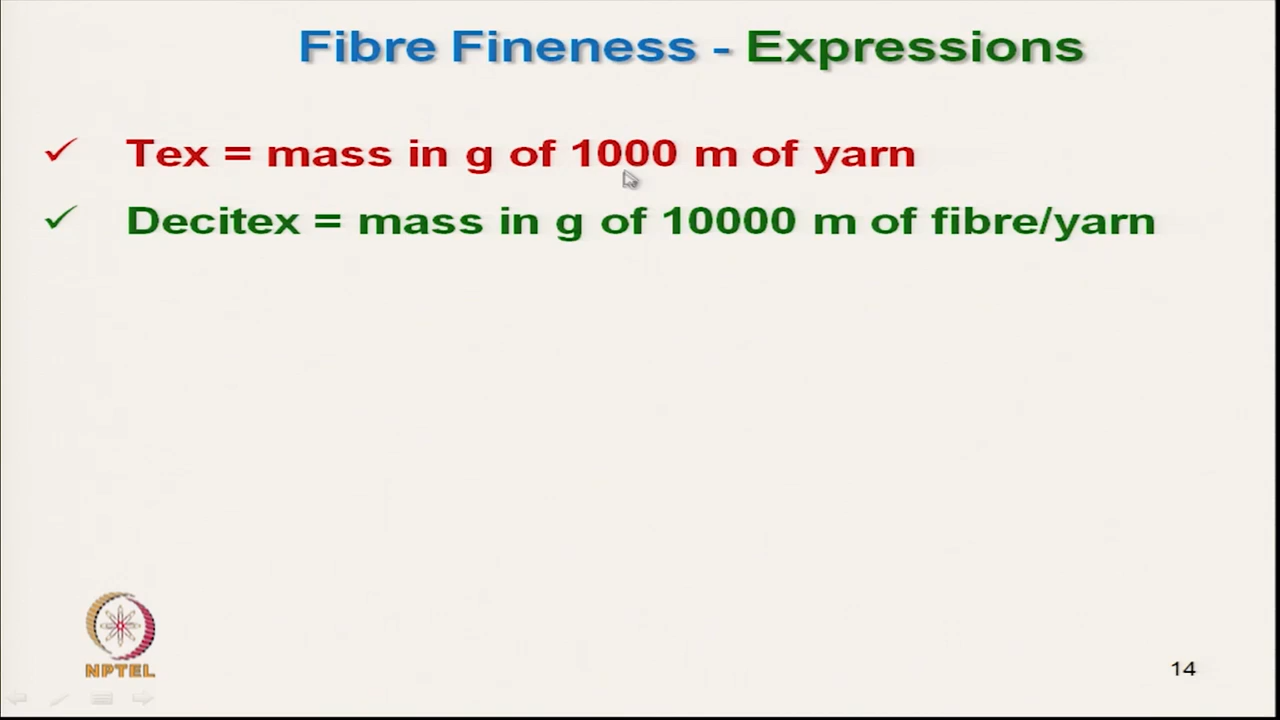 Fibre Fineness - Expressions
✓ Tex = mass in g of 1000 m of yarn
✓ Decitex = mass in g of 10000 m of fibre/yarn
NPTEL
14